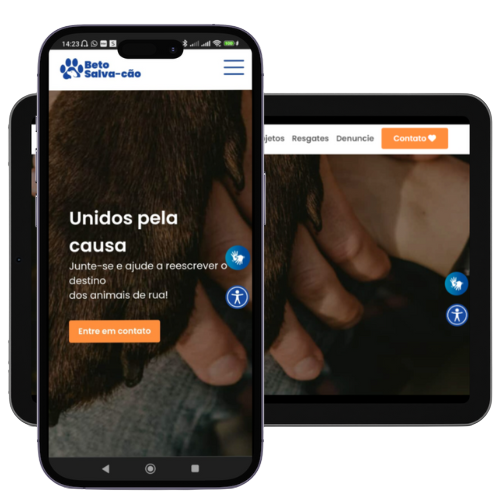 14:23
Beto
Salva-cão
jetos Resgates Denuncie Contato
Unidos pela
causa
Junte-se e ajude a reescrever o
destino
dos animais de rua!
Entre em contato